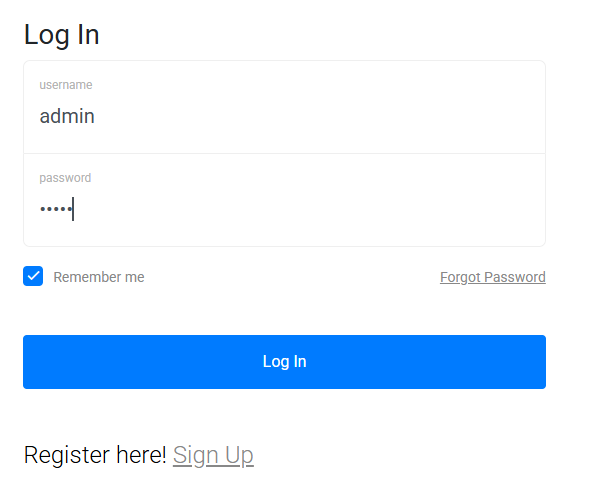 Log In
username
admin
password
•••••
Remember me
Forgot Password
Log In
Register here! Sign Up